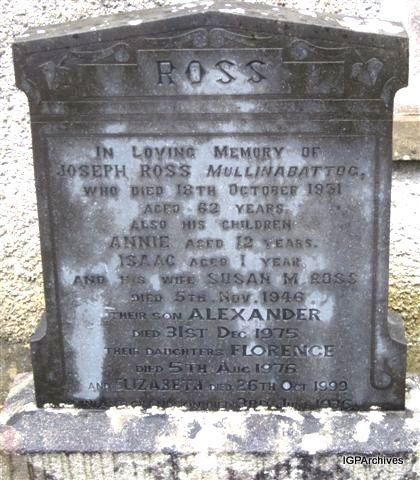 ROSS
IN LOVING MEMORY OF
JOSEPH ROSS MULLINABATTOG,
WHO DIED 18TH OCTOBER 1931
AGED 62 YEARS.
ALSO HIS CHILDREN
ANNIE AGED 12 YEARS.
ISAAC AGED 1 YEAR
AND HIS WIFE SUSAN M. ROSS
DIED 5TH NOV. 1946
THEIR SON ALEXANDER
DIED 31ST DEC 1975
THEIR DAUGHTERS FLORENCE
DIED 5TH AUG 1976
AND ELIZABETH DIED 26TH OCT 1999
DIED 3RD
IGPArchives